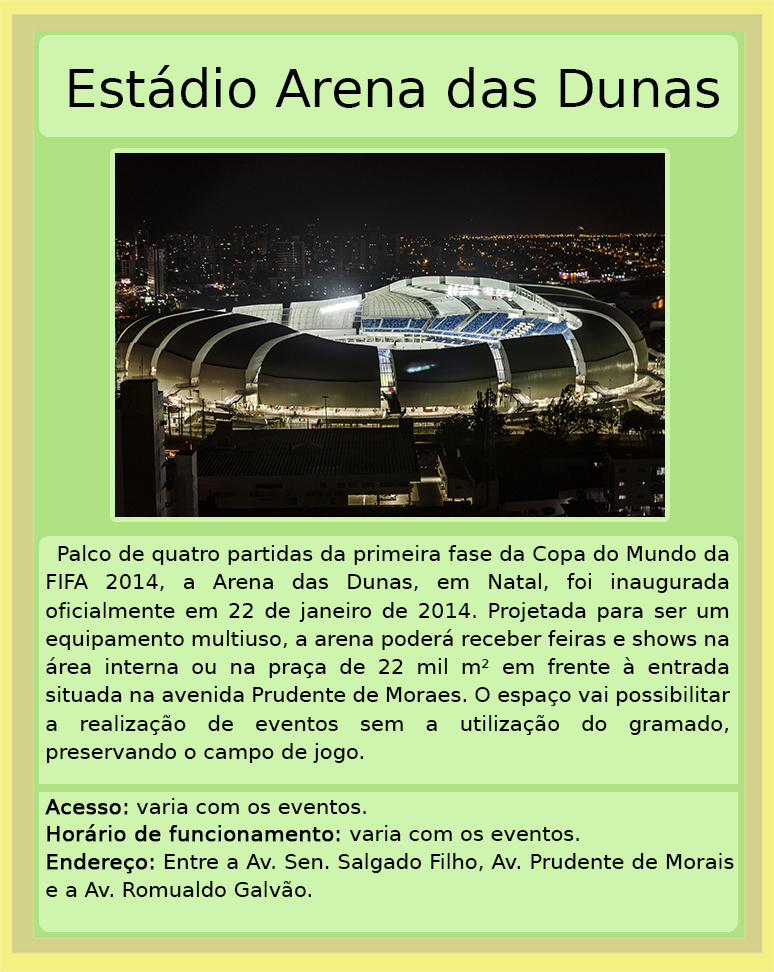 Estádio Arena das Dunas
Palco de quatro partidas da primeira fase da Copa do Mundo da
FIFA 2014, a Arena das Dunas, em Natal, foi inaugurada
oficialmente em 22 de janeiro de 2014. Projetada para ser um
equipamento multiuso, a arena poderá receber feiras e shows na
área interna ou na praça de 22 mil m² em frente à entrada
situada na avenida Prudente de Moraes. O espaço vai possibilitar
a realização de eventos sem a utilização do gramado,
preservando o campo de jogo.
Acesso: varia com os eventos.
Horário de funcionamento: varia com os eventos.
Endereço: Entre a Av. Sen. Salgado Filho, Av. Prudente de Morais
e a Av. Romualdo Galvão.